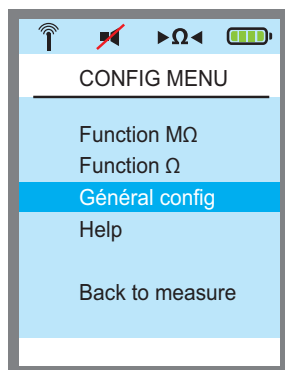 ►Ω◄
CONFIG MENU
Function MΩ
Function Ω
Général config
Help
Back to measure